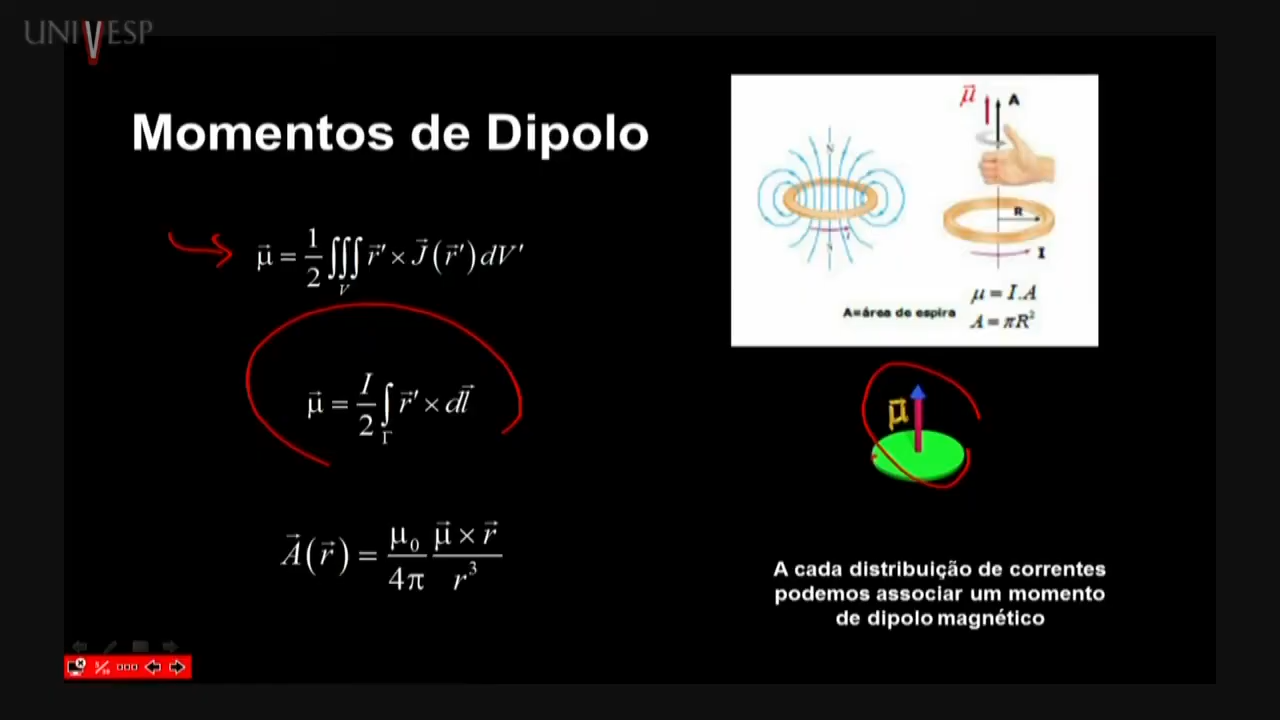 UNIVESP
Momentos de Dipolo
μ⃗ = 1/2 ∭_V r⃗′ × J⃗(r⃗′) dV′
μ⃗ = I/2 ∫_Γ r⃗′ × dl⃗
A⃗(r⃗) = μ₀/4π μ⃗ × r⃗/r³
μ⃗ A
N
R
I
A=área de espira
μ = I.A
A = πR²
μ⃗
A cada distribuição de correntes
podemos associar um momento
de dipolo magnético